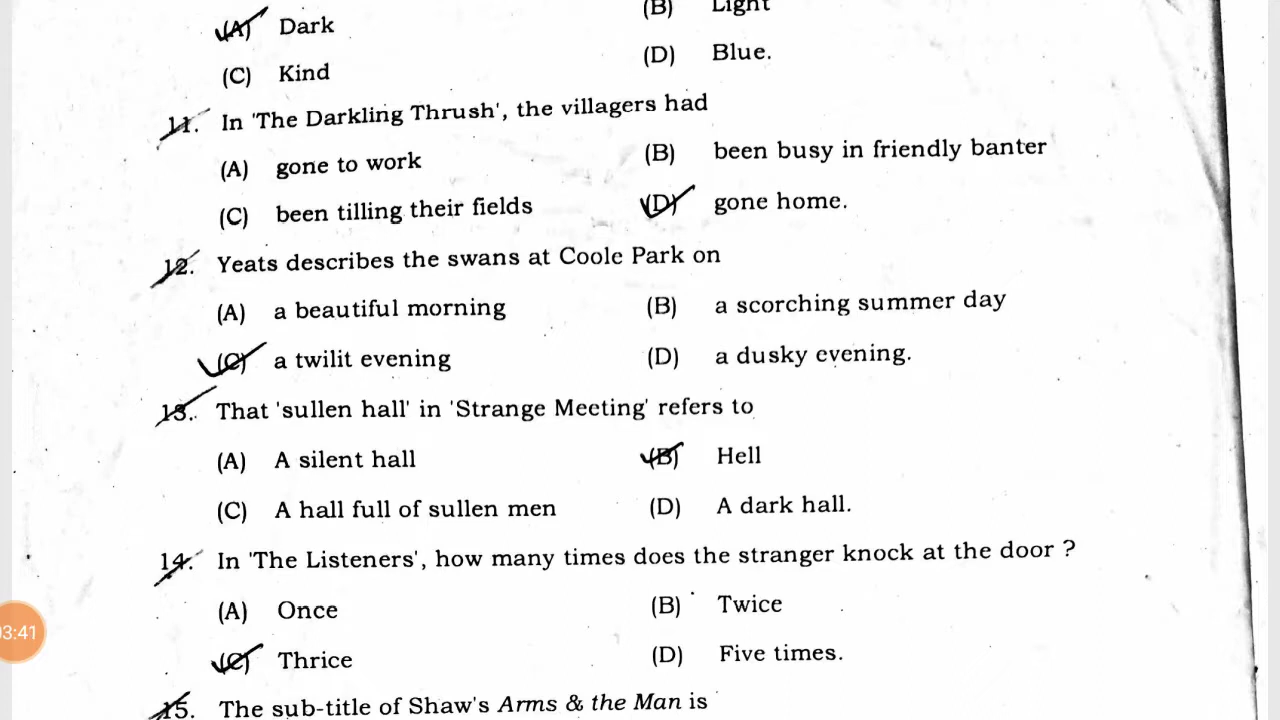 (B) Light
(A) Dark
(D) Blue.
(C) Kind
11. In 'The Darkling Thrush', the villagers had
(A) gone to work
(B) been busy in friendly banter
(C) been tilling their fields
(D) gone home.
12. Yeats describes the swans at Coole Park on
(A) a beautiful morning
(B) a scorching summer day
(C) a twilit evening
(D) a dusky evening.
13. That 'sullen hall' in 'Strange Meeting' refers to
(A) A silent hall
(B) Hell
(C) A hall full of sullen men
(D) A dark hall.
14. In 'The Listeners', how many times does the stranger knock at the door ?
(A) Once
(B) Twice
(C) Thrice
(D) Five times.
03:41
15. The sub-title of Shaw's Arms & the Man is